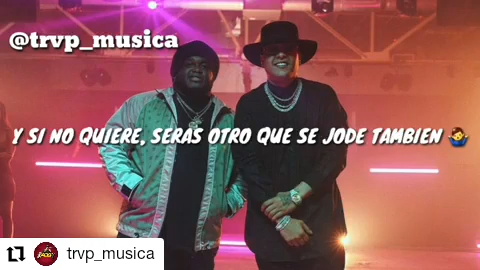 @trvp_musica
Y SI NO QUIERE, SERAS OTRO QUE SE JODE TAMBIEN 🤷‍♂️
trvp_musica